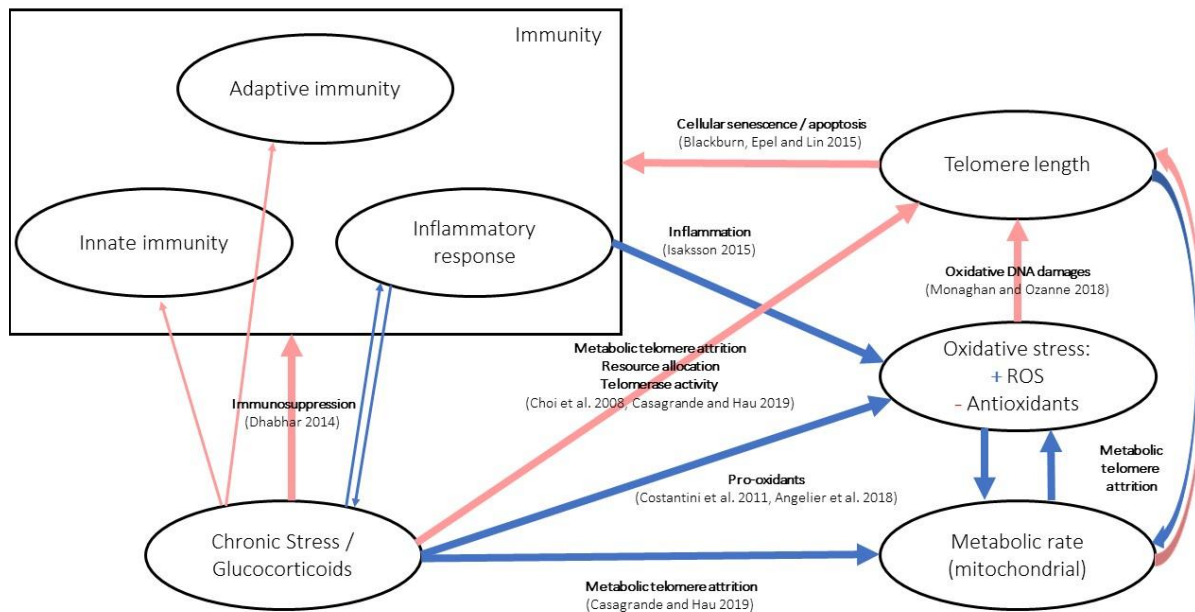 Immunity
Adaptive immunity
Innate immunity
Inflammatory
response
Cellular senescence / apoptosis
(Blackburn, Epel and Lin 2015)
Telomere length
Inflammation
(Isaksson 2015)
Oxidative DNA damages
(Monaghan and Ozanne 2018)
Metabolic telomere attrition
Resource allocation
Telomerase activity
(Choi et al. 2008, Casagrande and Hau 2019)
Oxidative stress:
+ ROS
- Antioxidants
Immunosuppression
(Dhabhar 2014)
Metabolic
telomere
attrition
Pro-oxidants
(Costantini et al. 2011, Angelier et al. 2018)
Chronic Stress /
Glucocorticoids
Metabolic rate
(mitochondrial)
Metabolic telomere attrition
(Casagrande and Hau 2019)